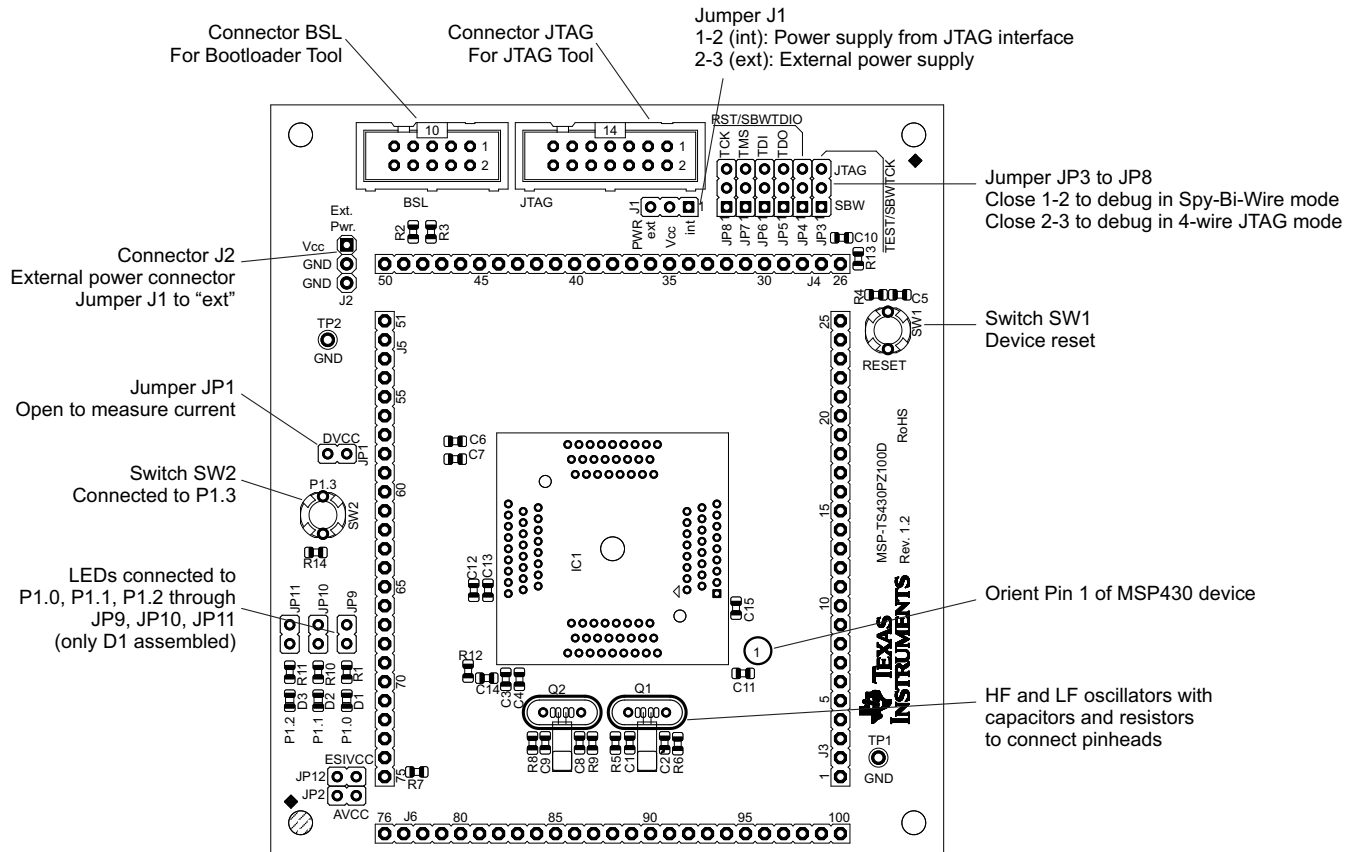 Connector BSL
For Bootloader Tool
Connector JTAG
For JTAG Tool
Jumper J1
1-2 (int): Power supply from JTAG interface
2-3 (ext): External power supply
10
1
2
BSL
14
1
2
JTAG
RST/SBWTDIO
TCK
TMS
TDI
TDO
JTAG
SBW
TEST/SBWTCK
JP8
1
JP7
1
JP6
1
JP5
1
JP4
1
JP3
1
Jumper JP3 to JP8
Close 1-2 to debug in Spy-Bi-Wire mode
Close 2-3 to debug in 4-wire JTAG mode
J1
1
PWR
ext
Vcc
int
R2
R3
C10
R13
Ext.
Pwr.
Vcc
GND
GND
J2
Connector J2
External power connector
Jumper J1 to “ext”
50
45
40
35
30
J4
26
R4
C5
SW1
RESET
Switch SW1
Device reset
TP2
GND
51
J5
55
60
65
70
75
25
20
15
10
5
J3
1
Jumper JP1
Open to measure current
DVCC
JP1
C6
C7
Switch SW2
Connected to P1.3
P1.3
SW2
R14
IC1
C12
C13
C15
MSP-TS430PZ100D
RoHS
Rev. 1.2
TEXAS
INSTRUMENTS
LEDs connected to
P1.0, P1.1, P1.2 through
JP9, JP10, JP11
(only D1 assembled)
JP11
JP10
JP9
R11
R10
R1
D3
D2
D1
P1.2
P1.1
P1.0
Orient Pin 1 of MSP430 device
1
C11
R12
C14
C3
C4
Q2
Q1
R8
C9
C8
R9
R5
C1
C2
R6
HF and LF oscillators with
capacitors and resistors
to connect pinheads
TP1
GND
ESIVCC
JP12
JP2
AVCC
R7
76
J6
80
85
90
95
100